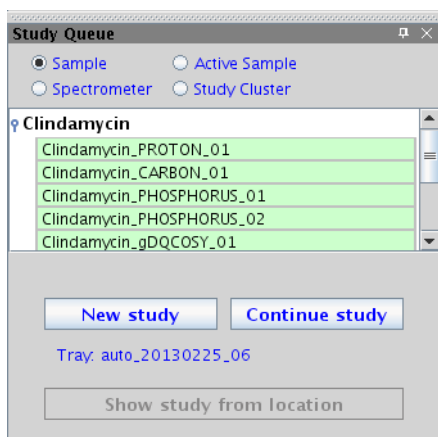 Study Queue
Sample Active Sample
Spectrometer Study Cluster
Clindamycin
Clindamycin_PROTON_01
Clindamycin_CARBON_01
Clindamycin_PHOSPHORUS_01
Clindamycin_PHOSPHORUS_02
Clindamycin_gDQCOSY_01
New study Continue study
Tray: auto_20130225_06
Show study from location